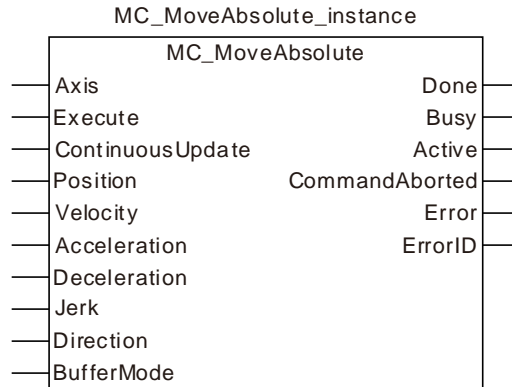 MC_MoveAbsolute_instance
MC_MoveAbsolute
Axis Done
Execute Busy
ContinuousUpdate Active
Position CommandAborted
Velocity Error
Acceleration ErrorID
Deceleration
Jerk
Direction
BufferMode